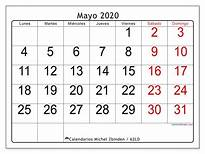 Mayo 2020
Lunes Martes Miércoles Jueves Viernes Sábado Domingo
1 2 3
4 5 6 7 8 9 10
11 12 13 14 15 16 17
18 19 20 21 22 23 24
25 26 27 28 29 30 31
Calendarios Michel Zbinden / 62LD